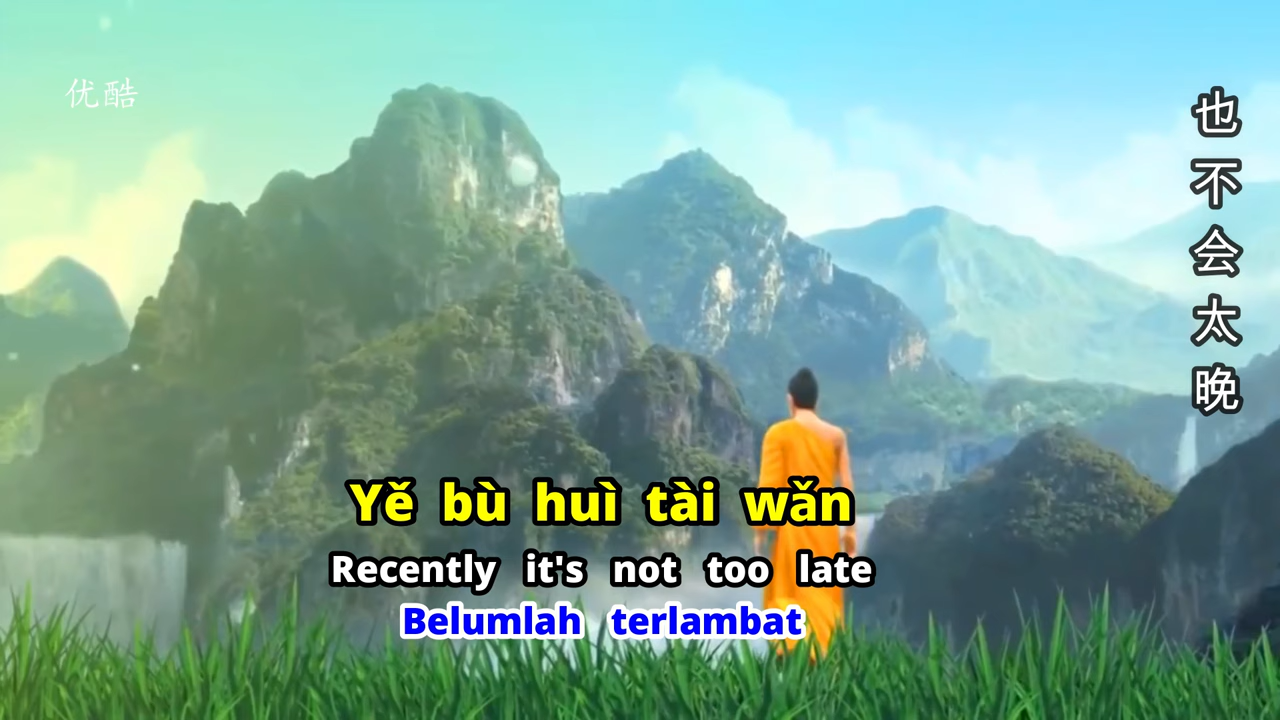 优酷
也不会太晚
Yě bù huì tài wǎn
Recently it's not too late
Belumlah terlambat